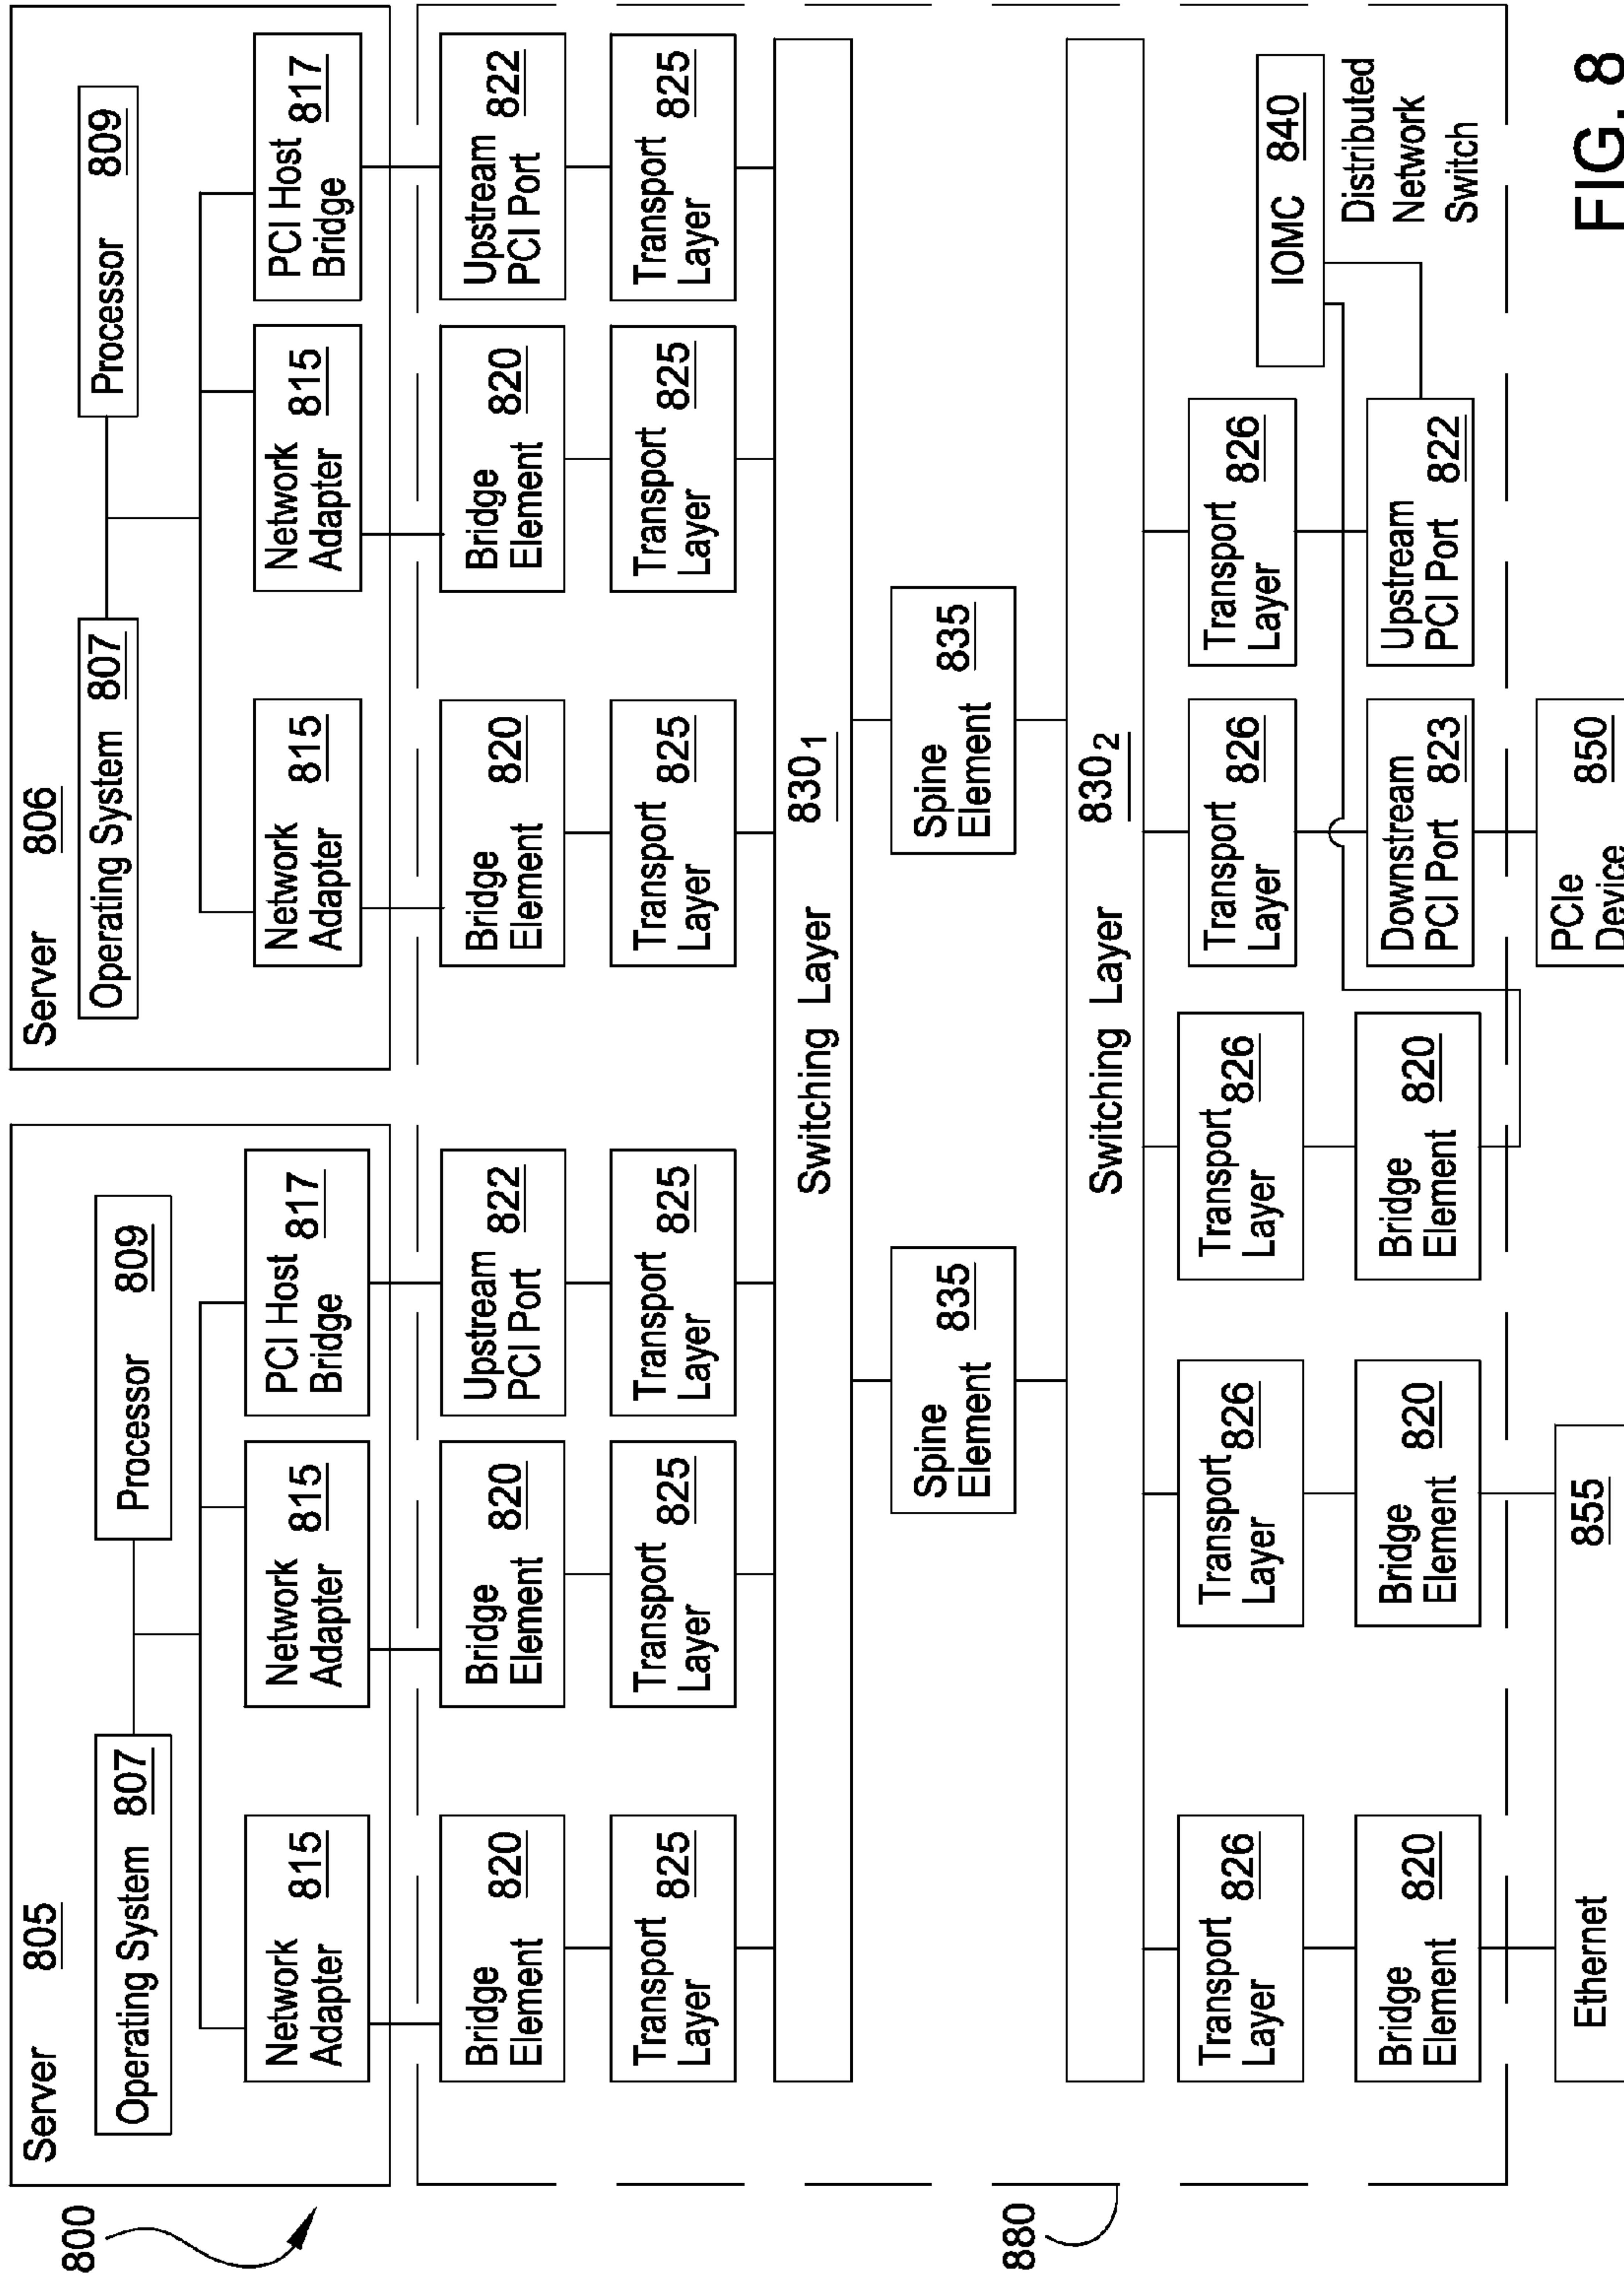 800
Server 805
Operating System 807
Processor 809
Network Adapter 815
Network Adapter 815
PCI Host Bridge 817
Server 806
Operating System 807
Processor 809
Network Adapter 815
Network Adapter 815
PCI Host Bridge 817
Bridge Element 820
Bridge Element 820
Upstream PCI Port 822
Bridge Element 820
Bridge Element 820
Upstream PCI Port 822
Transport Layer 825
Transport Layer 825
Transport Layer 825
Transport Layer 825
Transport Layer 825
Transport Layer 825
Switching Layer 830₁
Spine Element 835
Spine Element 835
880
Switching Layer 830₂
Transport Layer 826
Transport Layer 826
Transport Layer 826
Transport Layer 826
Transport Layer 826
IOMC 840
Distributed Network Switch
Bridge Element 820
Bridge Element 820
Bridge Element 820
Downstream PCI Port 823
Upstream PCI Port 822
Ethernet 855
PCIe Device 850
FIG. 8